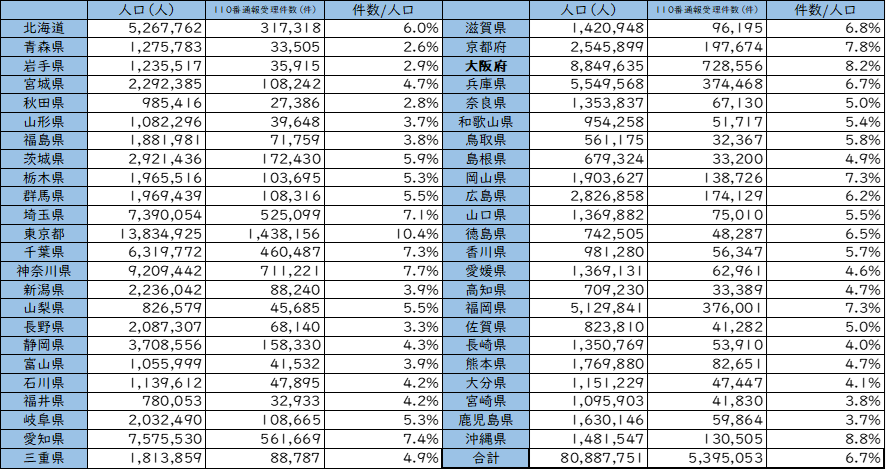 人口(人) 110番通報受理件数(件) 件数/人口 人口(人) 110番通報受理件数(件) 件数/人口
北海道 5,267,762 317,318 6.0% 滋賀県 1,420,948 96,195 6.8%
青森県 1,275,783 33,505 2.6% 京都府 2,545,899 197,674 7.8%
岩手県 1,235,517 35,915 2.9% 大阪府 8,849,635 728,556 8.2%
宮城県 2,292,385 108,242 4.7% 兵庫県 5,549,568 374,468 6.7%
秋田県 985,416 27,386 2.8% 奈良県 1,353,837 67,130 5.0%
山形県 1,082,296 39,648 3.7% 和歌山県 954,258 51,717 5.4%
福島県 1,881,981 71,759 3.8% 鳥取県 561,175 32,367 5.8%
茨城県 2,921,436 172,430 5.9% 島根県 679,324 33,200 4.9%
栃木県 1,965,516 103,695 5.3% 岡山県 1,903,627 138,726 7.3%
群馬県 1,969,439 108,316 5.5% 広島県 2,826,858 174,129 6.2%
埼玉県 7,390,054 525,099 7.1% 山口県 1,369,882 75,010 5.5%
東京都 13,834,925 1,438,156 10.4% 徳島県 742,505 48,287 6.5%
千葉県 6,319,772 460,487 7.3% 香川県 981,280 56,347 5.7%
神奈川県 9,209,442 711,221 7.7% 愛媛県 1,369,131 62,961 4.6%
新潟県 2,236,042 88,240 3.9% 高知県 709,230 33,389 4.7%
山梨県 826,579 45,685 5.5% 福岡県 5,129,841 376,001 7.3%
長野県 2,087,307 68,140 3.3% 佐賀県 823,810 41,282 5.0%
静岡県 3,708,556 158,330 4.3% 長崎県 1,350,769 53,910 4.0%
富山県 1,055,999 41,532 3.9% 熊本県 1,769,880 82,651 4.7%
石川県 1,139,612 47,895 4.2% 大分県 1,151,229 47,447 4.1%
福井県 780,053 32,933 4.2% 宮崎県 1,095,903 41,830 3.8%
岐阜県 2,032,490 108,665 5.3% 鹿児島県 1,630,146 59,864 3.7%
愛知県 7,575,530 561,669 7.4% 沖縄県 1,481,547 130,505 8.8%
三重県 1,813,859 88,787 4.9% 合計 80,887,751 5,395,053 6.7%